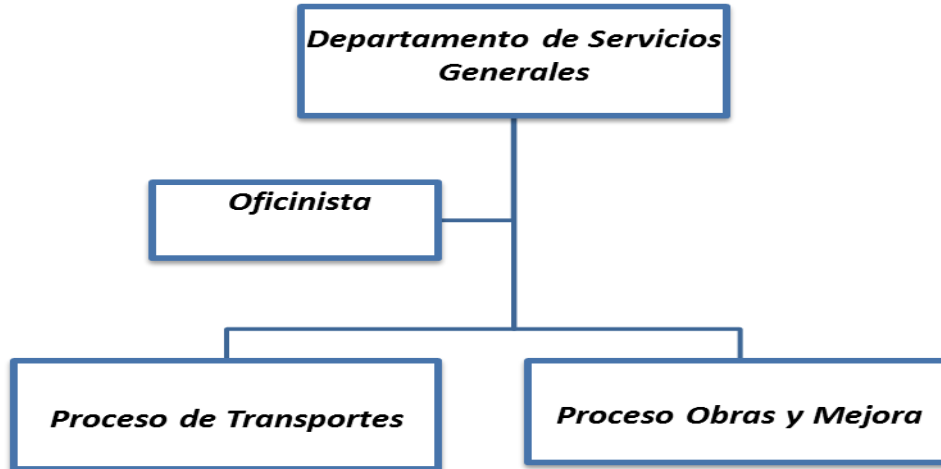 Departamento de Servicios
Generales
Oficinista
Proceso de Transportes
Proceso Obras y Mejora